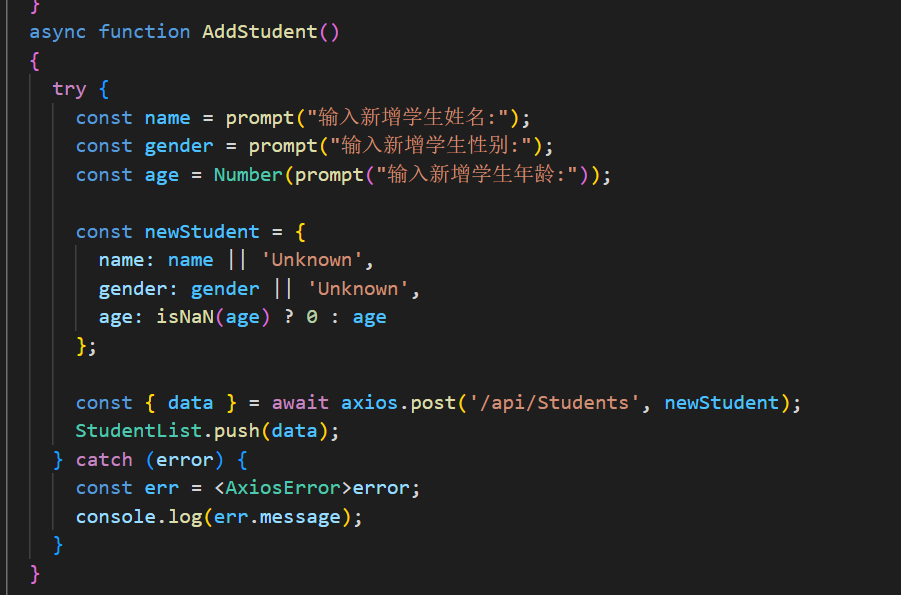 }
async function AddStudent()
{
  try {
    const name = prompt("输入新增学生姓名:");
    const gender = prompt("输入新增学生性别:");
    const age = Number(prompt("输入新增学生年龄:"));

    const newStudent = {
      name: name || 'Unknown',
      gender: gender || 'Unknown',
      age: isNaN(age) ? 0 : age
    };

    const { data } = await axios.post('/api/Students', newStudent);
    StudentList.push(data);
  } catch (error) {
    const err = <AxiosError>error;
    console.log(err.message);
  }
}